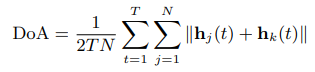 DoA = \frac{1}{2TN} \sum_{t=1}^{T} \sum_{j=1}^{N} \|\mathbf{h}_j(t) + \mathbf{h}_k(t)\|